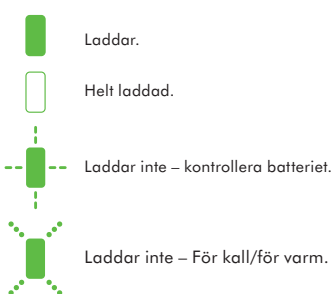 Laddar.
Helt laddad.
Laddar inte – kontrollera batteriet.
Laddar inte – För kall/för varm.